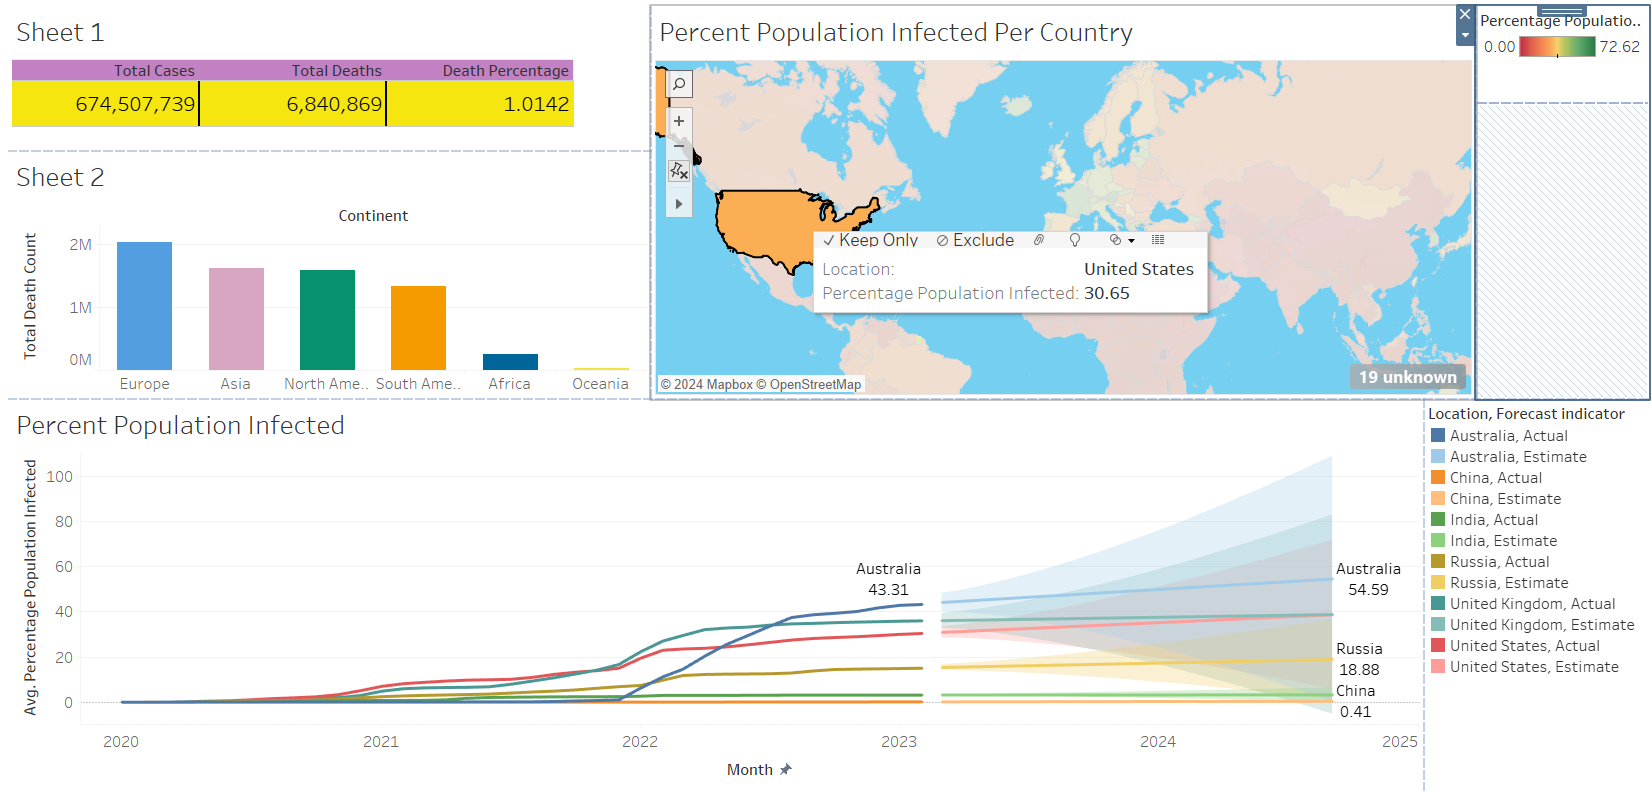 Sheet 1
Total Cases Total Deaths Death Percentage
674,507,739 6,840,869 1.0142
Sheet 2
Continent
Total Death Count
2M
1M
0M
Europe Asia North Ame.. South Ame.. Africa Oceania
Percent Population Infected Per Country
Keep Only Exclude
Location: United States
Percentage Population Infected: 30.65
© 2024 Mapbox © OpenStreetMap
19 unknown
Percentage Populatio..
0.00 72.62
Percent Population Infected
Avg. Percentage Population Infected
100
80
60
40
20
0
Australia
43.31
Australia
54.59
Russia
18.88
China
0.41
2020 2021 2022 2023 2024 2025
Month
Location, Forecast indicator
Australia, Actual
Australia, Estimate
China, Actual
China, Estimate
India, Actual
India, Estimate
Russia, Actual
Russia, Estimate
United Kingdom, Actual
United Kingdom, Estimate
United States, Actual
United States, Estimate